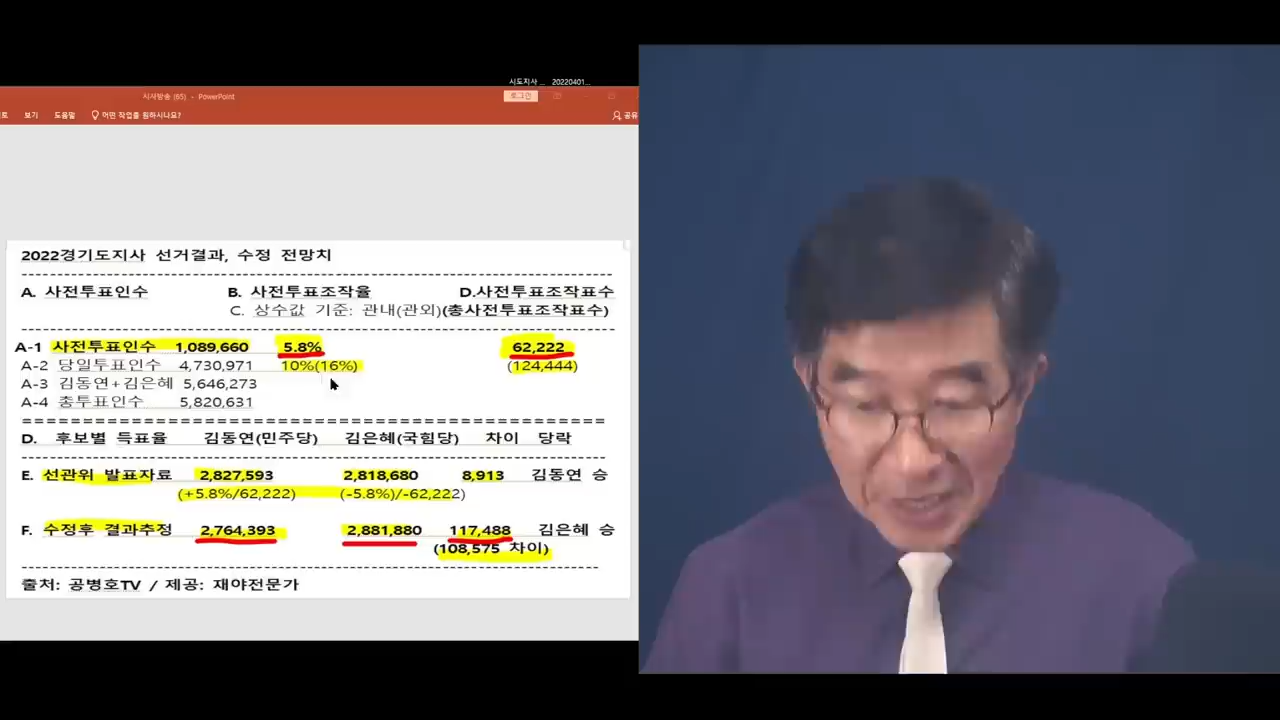 시도지사 ... 20220401...
시사방송 (65) - PowerPoint
로그인
트 보기 도움말 어떤 작업을 원하시나요? 공유
2022경기도지사 선거결과, 수정 전망치
A. 사전투표인수 B. 사전투표조작율 D.사전투표조작표수
C. 상수값 기준: 관내(관외)(총사전투표조작표수)
A-1 사전투표인수 1,089,660 5.8% 62,222
A-2 당일투표인수 4,730,971 10%(16%) (124,444)
A-3 김동연+김은혜 5,646,273
A-4 총투표인수 5,820,631
D. 후보별 득표율 김동연(민주당) 김은혜(국힘당) 차이 당락
E. 선관위 발표자료 2,827,593 2,818,680 8,913 김동연 승
(+5.8%/62,222) (-5.8%)/-62,222)
F. 수정후 결과추정 2,764,393 2,881,880 117,488 김은혜 승
(108,575 차이)
출처: 공병호TV / 제공: 재야전문가